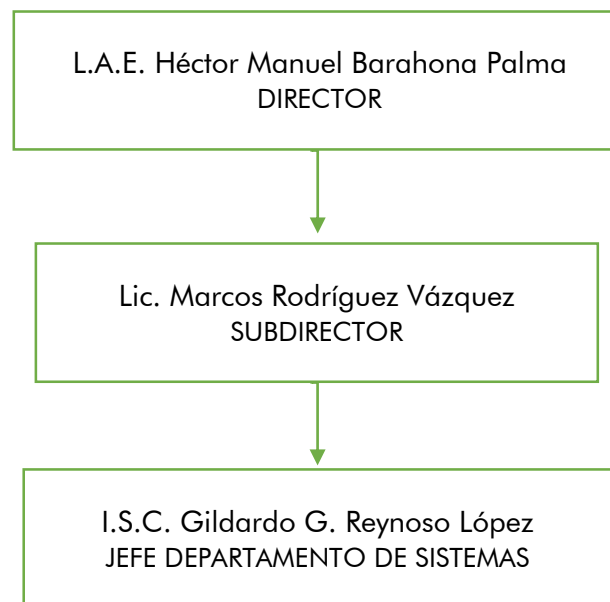 L.A.E. Héctor Manuel Barahona Palma
DIRECTOR
Lic. Marcos Rodríguez Vázquez
SUBDIRECTOR
I.S.C. Gildardo G. Reynoso López
JEFE DEPARTAMENTO DE SISTEMAS